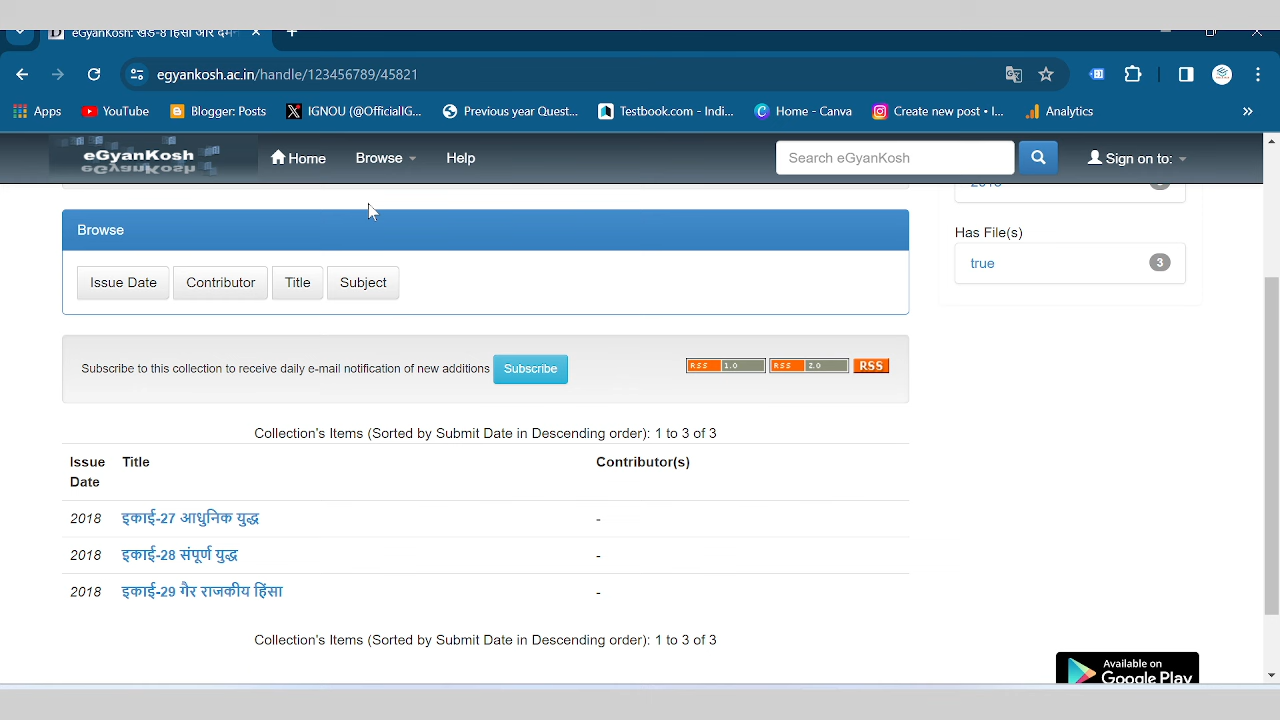 eGyanKosh: खंड-8 हिंसा और दमन
egyankosh.ac.in/handle/123456789/45821
Apps YouTube Blogger: Posts IGNOU (@OfficialIG... Previous year Quest... Testbook.com - Indi... Home - Canva Create new post • I... Analytics
eGyanKosh Home Browse Help Search eGyanKosh Sign on to:
2018 3
Browse
Has File(s)
true 3
Issue Date Contributor Title Subject
Subscribe to this collection to receive daily e-mail notification of new additions Subscribe RSS 1.0 RSS 2.0 RSS
Collection's Items (Sorted by Submit Date in Descending order): 1 to 3 of 3
Issue Date Title Contributor(s)
2018 इकाई-27 आधुनिक युद्ध -
2018 इकाई-28 संपूर्ण युद्ध -
2018 इकाई-29 गैर राजकीय हिंसा -
Collection's Items (Sorted by Submit Date in Descending order): 1 to 3 of 3
Available on
Google Play